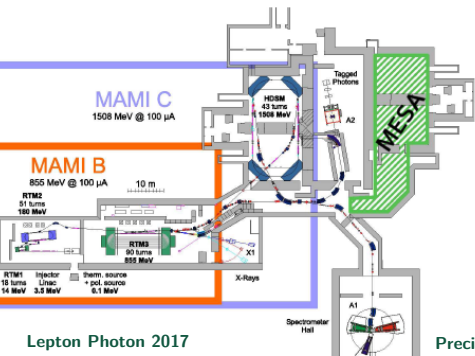 MAMI C
1508 MeV @ 100 µA
MAMI B
855 MeV @ 100 µA
10 m
HDSM
43 turns
1508 MeV
Tagged
Photons
A2
MESA
RTM2
51 turns
180 MeV
RTM3
90 turns
855 MeV
X1
RTM1
18 turns
14 MeV
Injector
Linac
3.5 MeV
therm. source
+ pol. source
0.1 MeV
X-Rays
A1
Spectrometer
Hall
Lepton Photon 2017
Preci